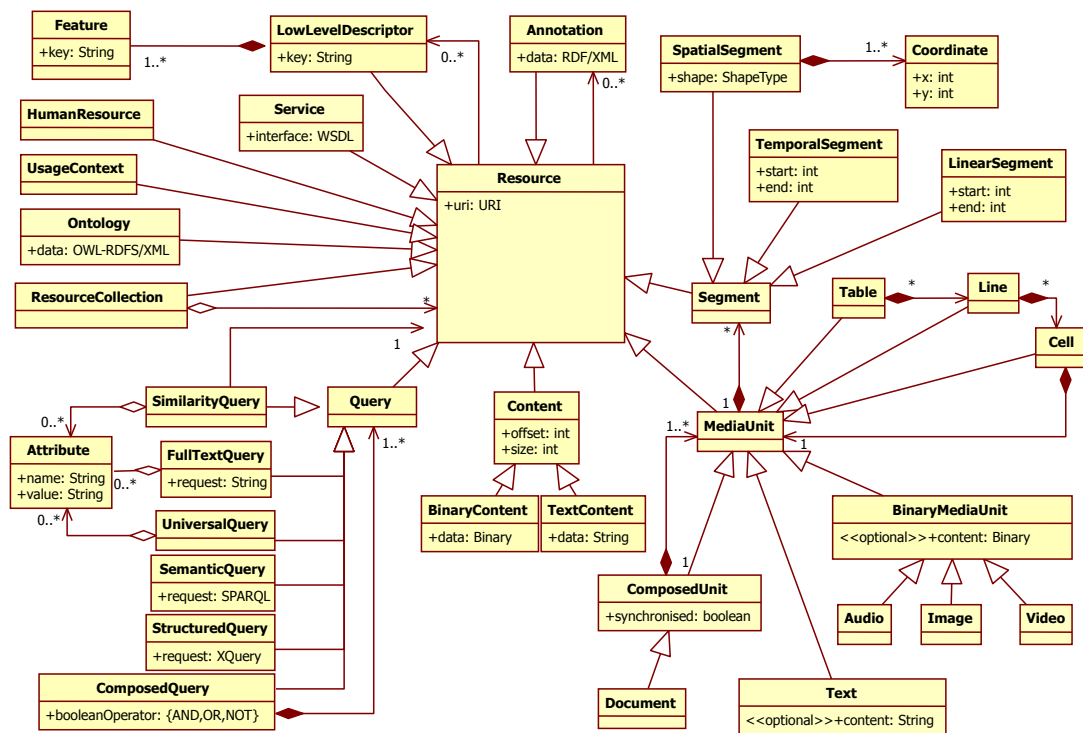 Feature
+key: String
1..*
LowLevelDescriptor
+key: String
0..*
Annotation
+data: RDF/XML
0..*
SpatialSegment
+shape: ShapeType
1..*
Coordinate
+x: int
+y: int
HumanResource
Service
+interface: WSDL
UsageContext
Ontology
+data: OWL-RDFS/XML
ResourceCollection
*
Resource
+uri: URI
1
TemporalSegment
+start: int
+end: int
LinearSegment
+start: int
+end: int
Segment
*
Table
*
Line
*
Cell
SimilarityQuery
0..*
Query
1..*
Content
+offset: int
+size: int
1
1..*
MediaUnit
1
Attribute
+name: String
+value: String
0..*
FullTextQuery
+request: String
0..*
UniversalQuery
BinaryContent
+data: Binary
TextContent
+data: String
BinaryMediaUnit
<<optional>>+content: Binary
SemanticQuery
+request: SPARQL
1
ComposedUnit
+synchronised: boolean
Audio
Image
Video
StructuredQuery
+request: XQuery
ComposedQuery
+booleanOperator: {AND,OR,NOT}
Document
Text
<<optional>>+content: String